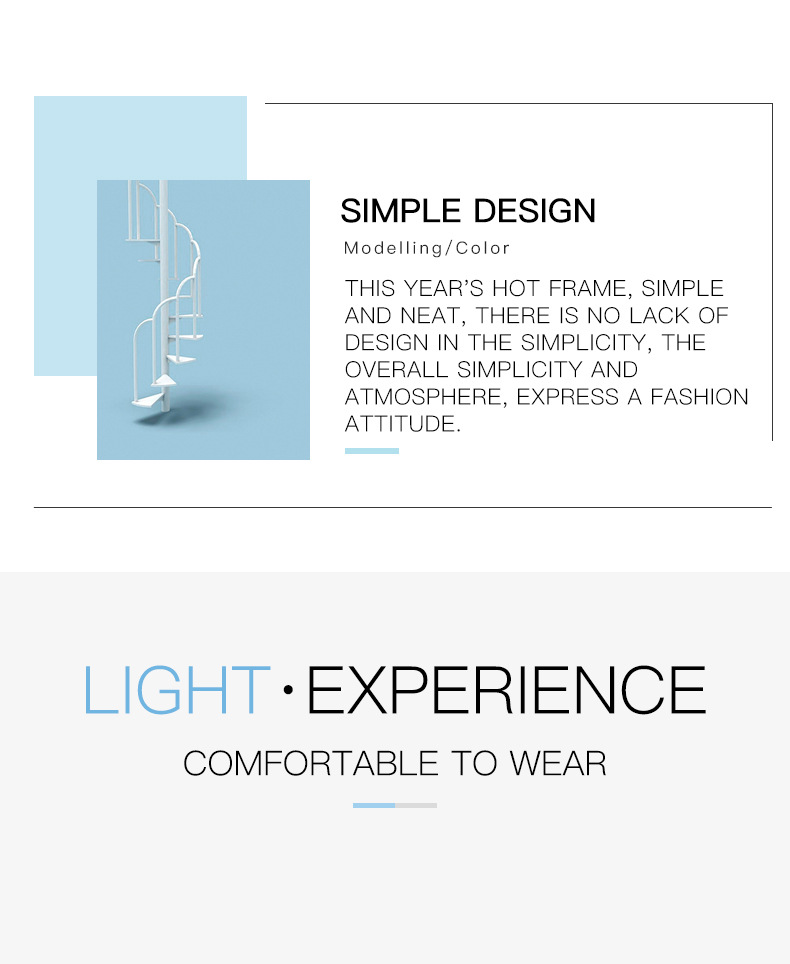 SIMPLE DESIGN
Modelling/Color
THIS YEAR’S HOT FRAME, SIMPLE
AND NEAT, THERE IS NO LACK OF
DESIGN IN THE SIMPLICITY, THE
OVERALL SIMPLICITY AND
ATMOSPHERE, EXPRESS A FASHION
ATTITUDE.
LIGHT·EXPERIENCE
COMFORTABLE TO WEAR